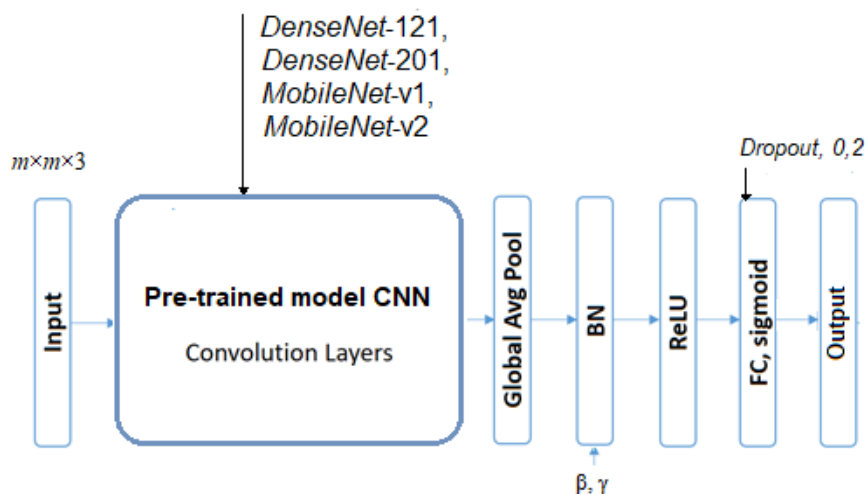 DenseNet-121,
DenseNet-201,
MobileNet-v1,
MobileNet-v2
m×m×3
Dropout, 0,2
Input
Pre-trained model CNN
Convolution Layers
Global Avg Pool
BN
ReLU
FC, sigmoid
Output
β, γ